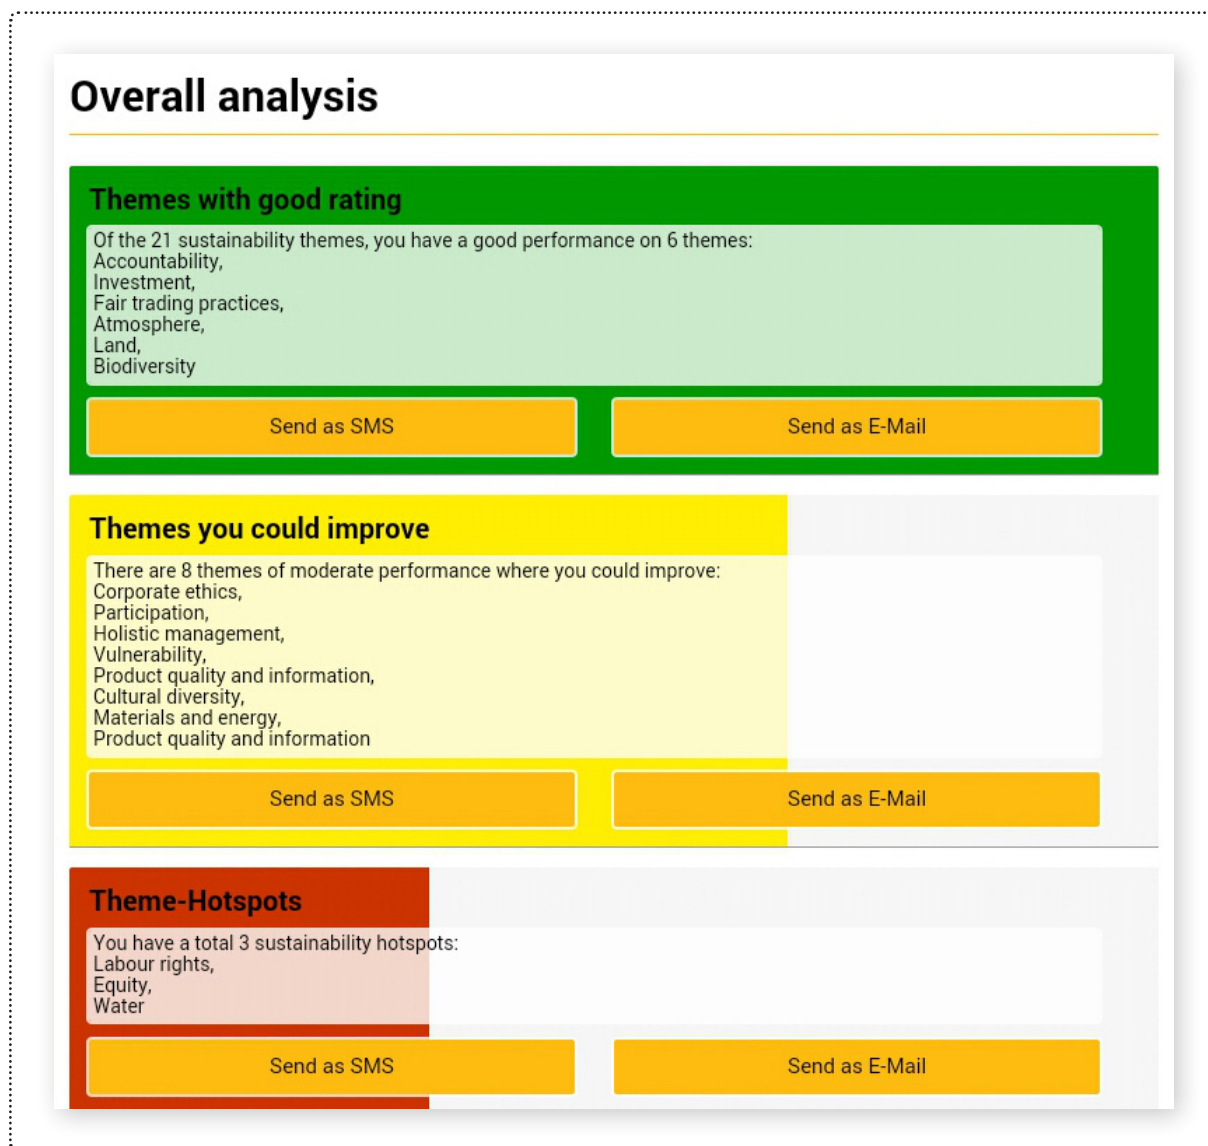 Overall analysis
Themes with good rating
Of the 21 sustainability themes, you have a good performance on 6 themes:
Accountability,
Investment,
Fair trading practices,
Atmosphere,
Land,
Biodiversity
Send as SMS
Send as E-Mail
Themes you could improve
There are 8 themes of moderate performance where you could improve:
Corporate ethics,
Participation,
Holistic management,
Vulnerability,
Product quality and information,
Cultural diversity,
Materials and energy,
Product quality and information
Send as SMS
Send as E-Mail
Theme-Hotspots
You have a total 3 sustainability hotspots:
Labour rights,
Equity,
Water
Send as SMS
Send as E-Mail